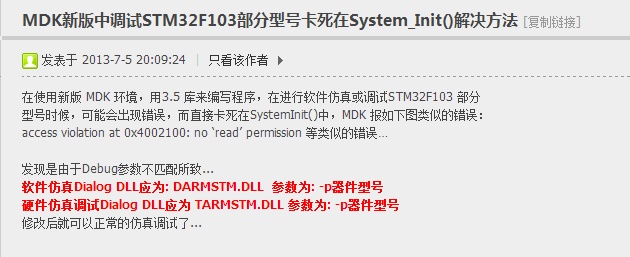 MDK新版中调试STM32F103部分型号卡死在System_Init()解决方法 [复制链接]
发表于 2013-7-5 20:09:24 | 只看该作者
在使用新版 MDK 环境，用3.5 库来编写程序，在进行软件仿真或调试STM32F103 部分
型号时候，可能会出现错误，而直接卡死在SystemInit()中，MDK 报如下图类似的错误：
access violation at 0x4002100: no ‘read’ permission 等类似的错误...
发现是由于Debug参数不匹配所致...
软件仿真Dialog DLL应为: DARMSTM.DLL 参数为: -p器件型号
硬件仿真调试Dialog DLL应为 TARMSTM.DLL 参数为: -p器件型号
修改后就可以正常的仿真调试了...